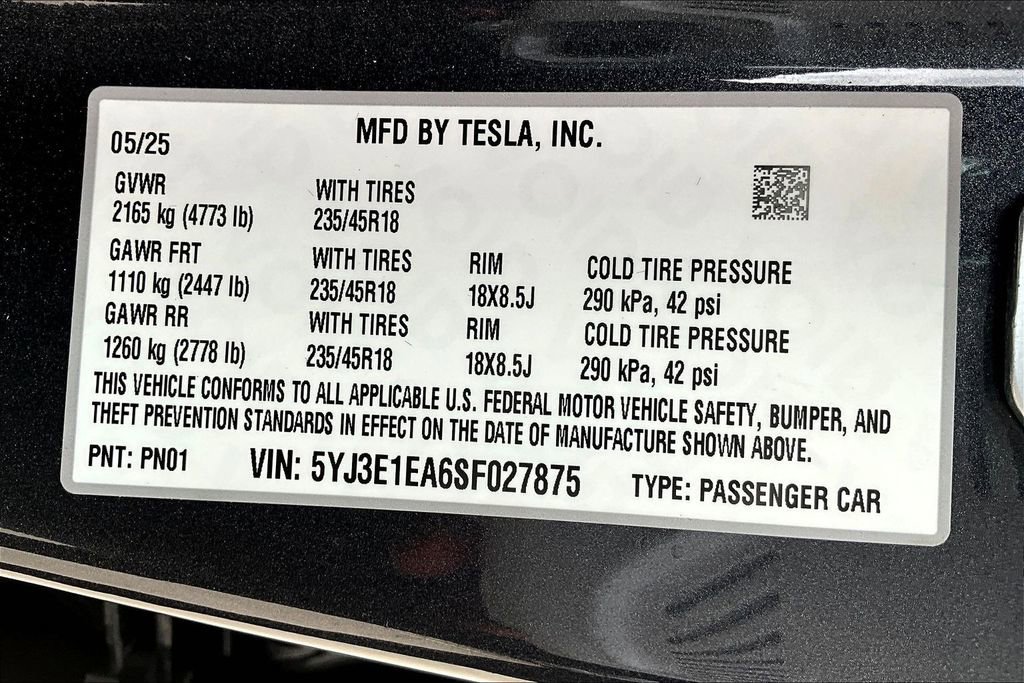 05/25 MFD BY TESLA, INC.
GVWR WITH TIRES
2165 kg (4773 lb) 235/45R18
GAWR FRT WITH TIRES RIM COLD TIRE PRESSURE
1110 kg (2447 lb) 235/45R18 18X8.5J 290 kPa, 42 psi
GAWR RR WITH TIRES RIM COLD TIRE PRESSURE
1260 kg (2778 lb) 235/45R18 18X8.5J 290 kPa, 42 psi
THIS VEHICLE CONFORMS TO ALL APPLICABLE U.S. FEDERAL MOTOR VEHICLE SAFETY, BUMPER, AND
THEFT PREVENTION STANDARDS IN EFFECT ON THE DATE OF MANUFACTURE SHOWN ABOVE.
PNT: PN01 VIN: 5YJ3E1EA6SF027875 TYPE: PASSENGER CAR